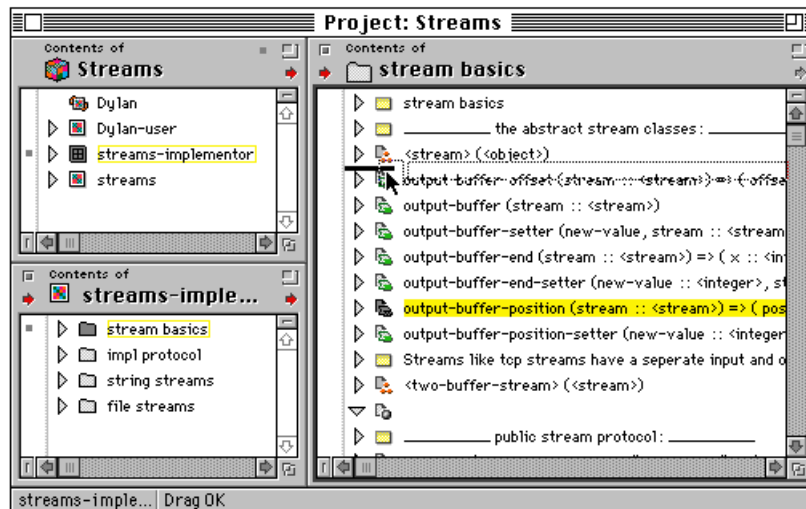 Project: Streams
Contents of
Streams
Dylan
Dylan-user
streams-implementor
streams
Contents of
streams-imple...
stream basics
impl protocol
string streams
file streams
Contents of
stream basics
stream basics
__________ the abstract stream classes: __________
<stream> (<object>)
output-buffer-offset (stream :: <stream>) => ( offse
output-buffer (stream :: <stream>)
output-buffer-setter (new-value, stream :: <stream
output-buffer-end (stream :: <stream>) => ( x :: <in
output-buffer-end-setter (new-value :: <integer>, st
output-buffer-position (stream :: <stream>) => ( pos
output-buffer-position-setter (new-value :: <integer
Streams like tcp streams have a seperate input and o
<two-buffer-stream> (<stream>)
__________ public stream protocol: __________
streams-imple... Drag OK